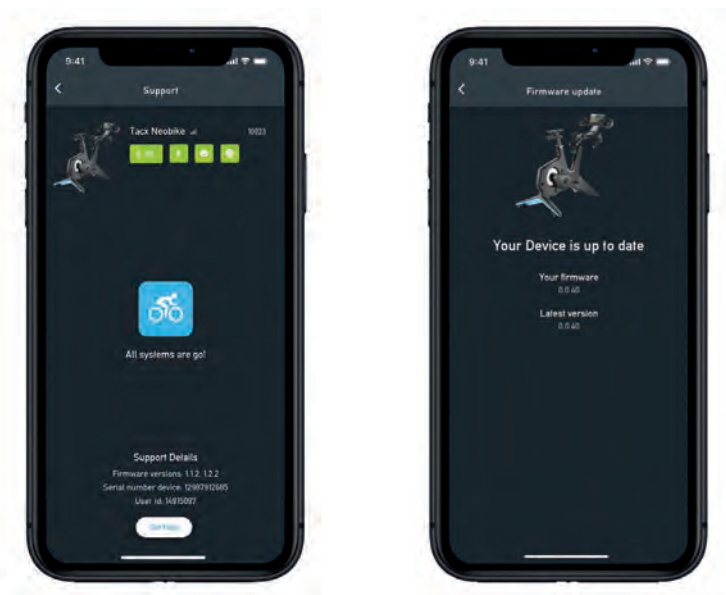 9:41
Support
Tacx Neobike
10033
All systems are go!
Support Details
Firmware versions: 1.1.2, 1.2.2
Serial number device: 12987912685
User id: 14915097
9:41
Firmware update
Your Device is up to date
Your firmware
0.0.40
Latest version
0.0.40